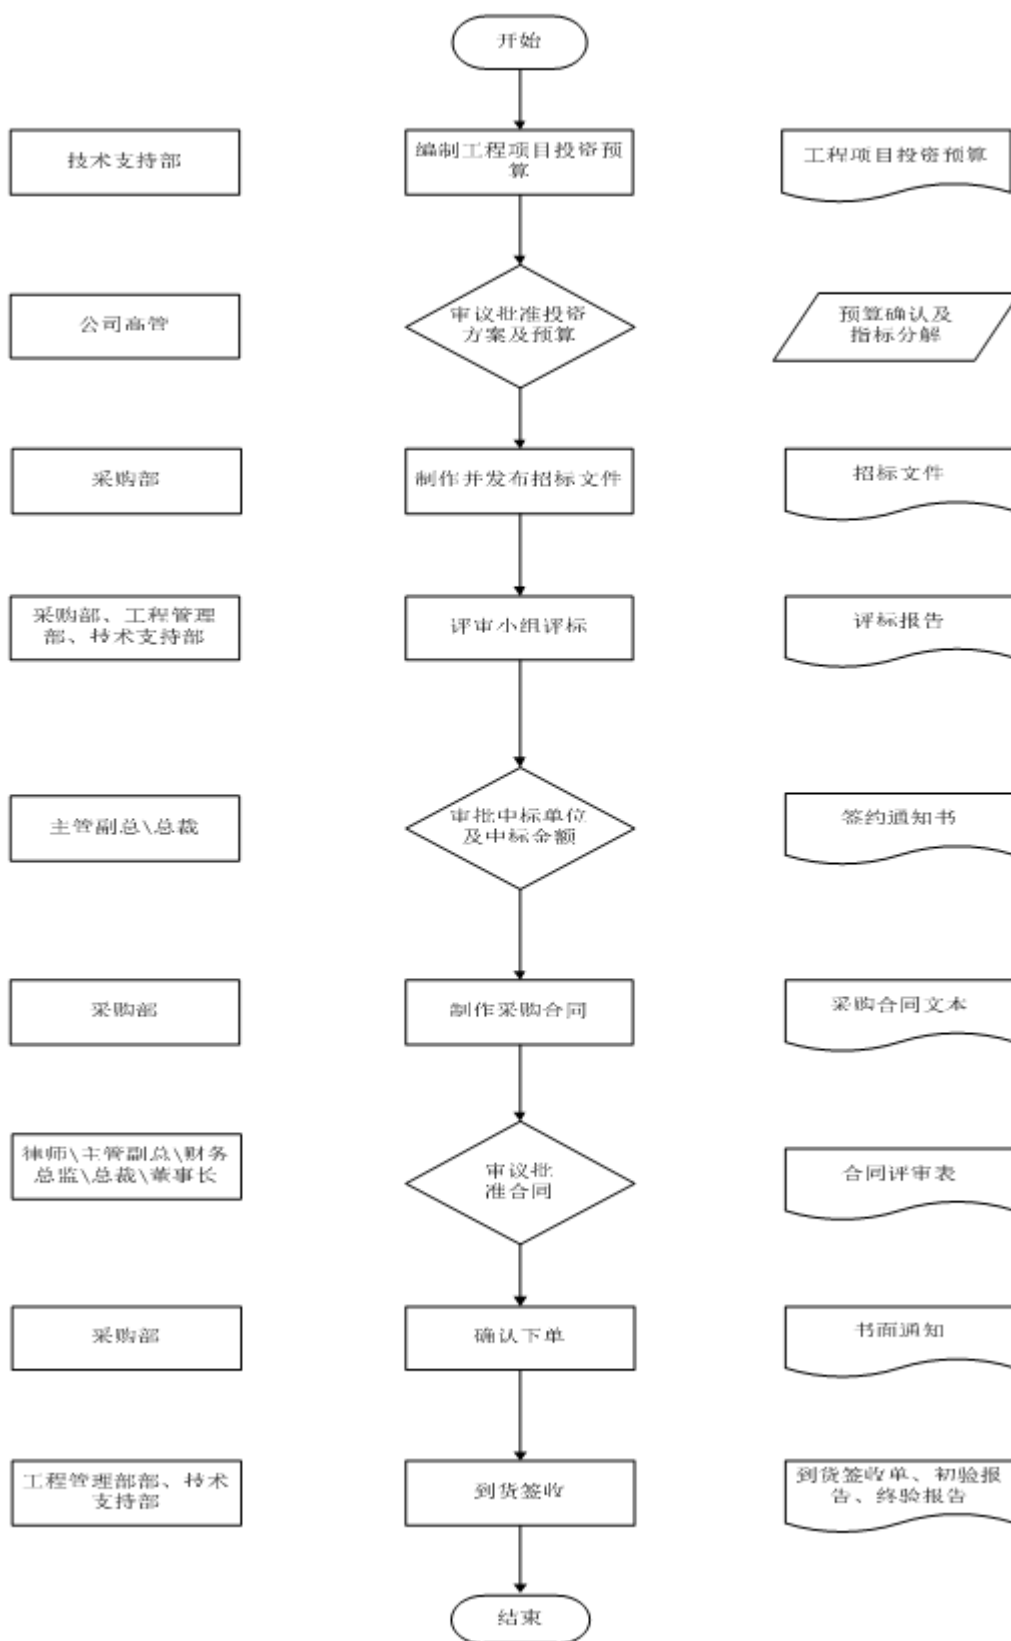 开始
技术支持部
编制工程项目投资预
算
工程项目投资预算
公司高管
审议批准投资
方案及预算
预算确认及
指标分解
采购部
制作并发布招标文件
招标文件
采购部、工程管理
部、技术支持部
评审小组评标
评标报告
主管副总\总裁
审批中标单位
及中标金额
签约通知书
采购部
制作采购合同
采购合同文本
律师\主管副总\财务
总监\总裁\董事长
审议批
准合同
合同评审表
采购部
确认下单
书面通知
工程管理部部、技术
支持部
到货签收
到货签收单、初验报
告、终验报告
结束